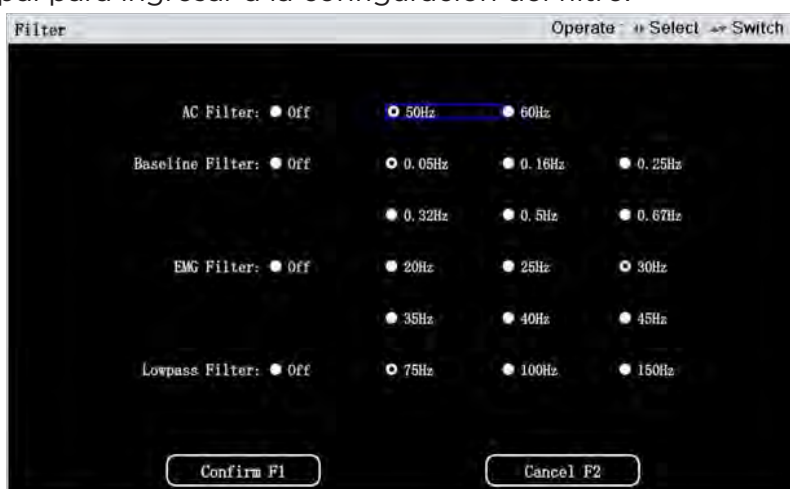 para ingresar a la configuración del filtro.
Filter Operate: Select Switch
AC Filter: Off 50Hz 60Hz
Baseline Filter: Off 0.05Hz 0.16Hz 0.25Hz
0.32Hz 0.5Hz 0.67Hz
EMG Filter: Off 20Hz 25Hz 30Hz
35Hz 40Hz 45Hz
Lowpass Filter: Off 75Hz 100Hz 150Hz
Confirm F1 Cancel F2